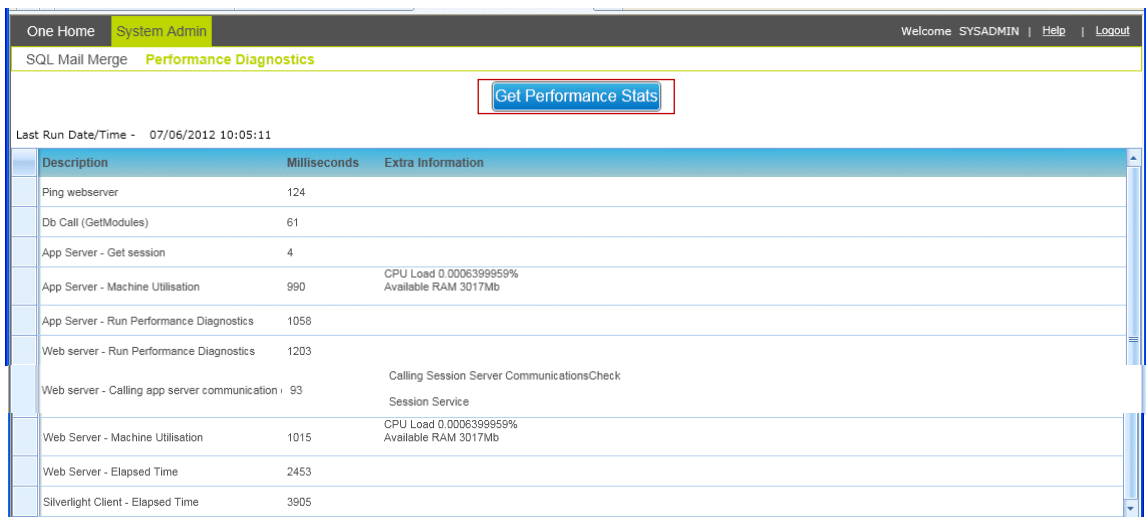 One Home System Admin Welcome SYSADMIN | Help | Logout
SQL Mail Merge Performance Diagnostics
Get Performance Stats
Last Run Date/Time - 07/06/2012 10:05:11
Description Milliseconds Extra Information
Ping webserver 124
Db Call (GetModules) 61
App Server - Get session 4
App Server - Machine Utilisation 990 CPU Load 0.0006399959%
Available RAM 3017Mb
App Server - Run Performance Diagnostics 1058
Web server - Run Performance Diagnostics 1203
Web server - Calling app server communication 93 Calling Session Server CommunicationsCheck
Session Service
Web Server - Machine Utilisation 1015 CPU Load 0.0006399959%
Available RAM 3017Mb
Web Server - Elapsed Time 2453
Silverlight Client - Elapsed Time 3905